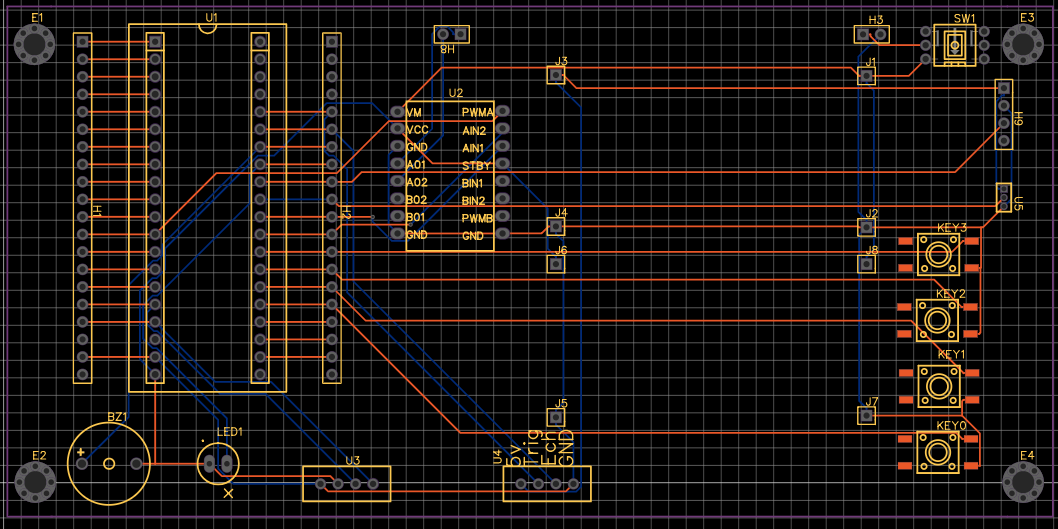 E1
U1
H8
H3
SW1
E3
J3
J1
U2
H9
VM
PWMA
VCC
AIN2
GND
AIN1
A01
STBY
A02
BIN1
B02
BIN2
B01
PWMB
GND
GND
H1
H2
J4
J2
U5
KEY3
J6
J8
KEY2
KEY1
J5
J7
BZ1
+
LED1
KEY0
E2
U3
U4
5v
Trig
Ech
GND
E4